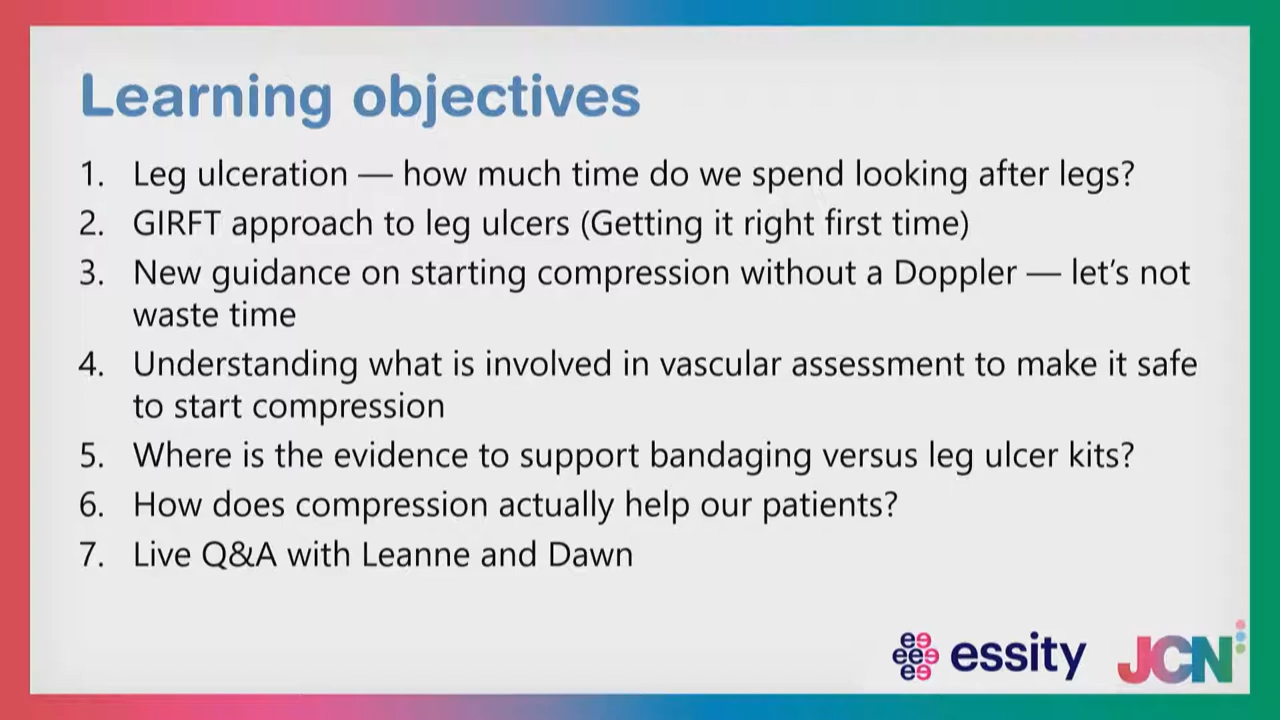 Learning objectives
1. Leg ulceration — how much time do we spend looking after legs?
2. GIRFT approach to leg ulcers (Getting it right first time)
3. New guidance on starting compression without a Doppler — let’s not
waste time
4. Understanding what is involved in vascular assessment to make it safe
to start compression
5. Where is the evidence to support bandaging versus leg ulcer kits?
6. How does compression actually help our patients?
7. Live Q&A with Leanne and Dawn
essity JCN